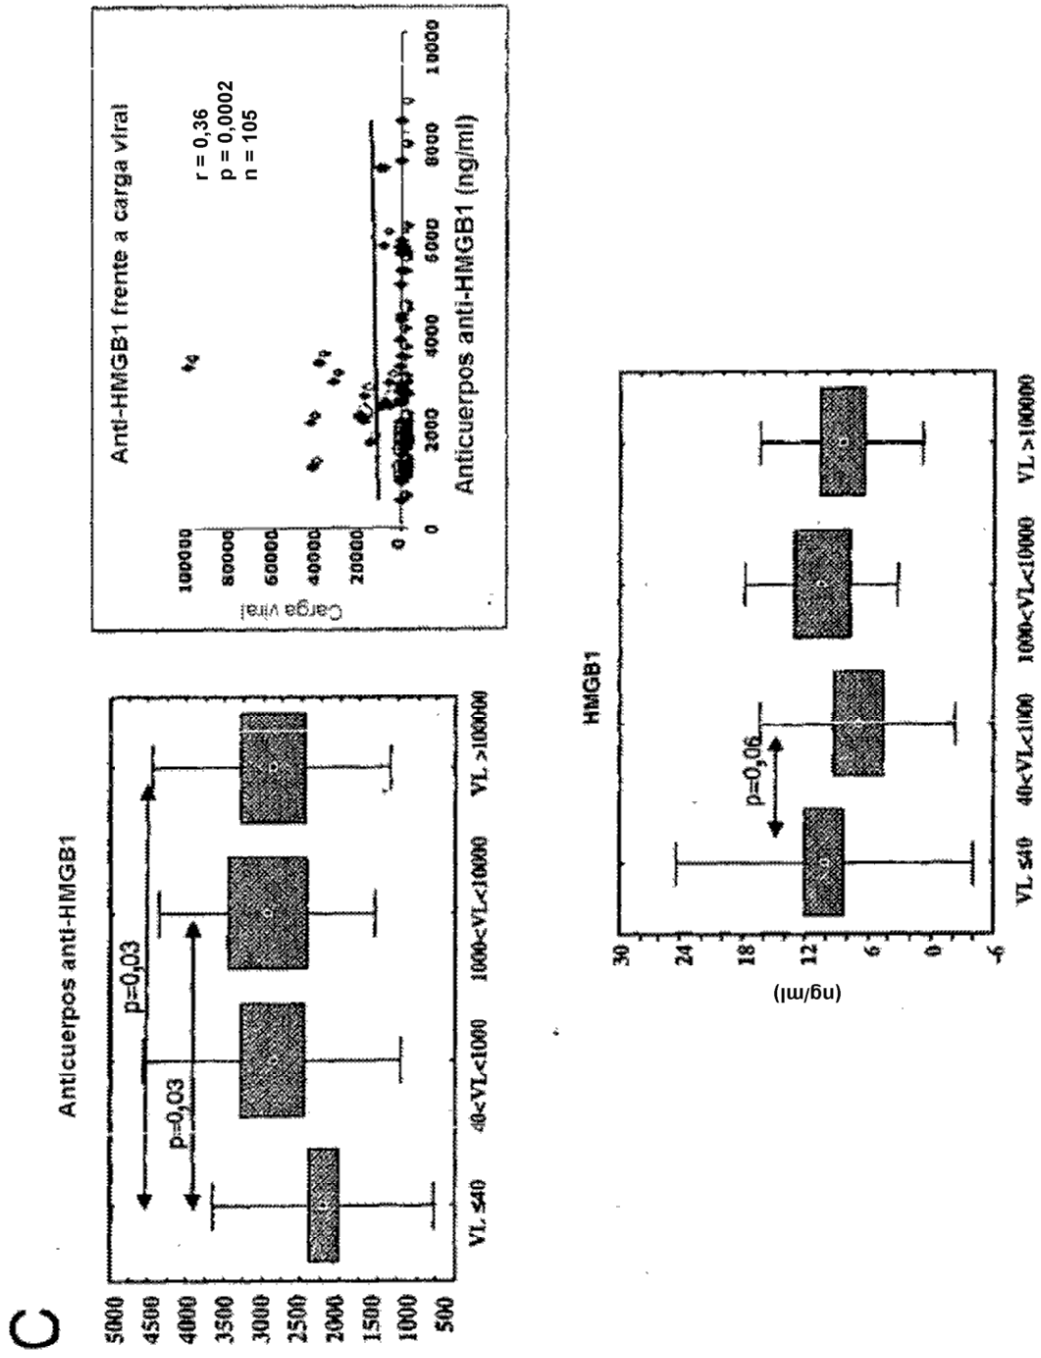 C
Anticuerpos anti-HMGB1
5000
4500
4000
3500
3000
2500
2000
1500
1000
500
p=0,03
p=0,03
VL ≤40
40<VL<1000
1000<VL<10000
VL >100000
Anti-HMGB1 frente a carga viral
r = 0,36
p = 0,0002
n = 105
Carga viral
100000
80000
60000
40000
20000
0
0
2000
4000
6000
8000
10000
Anticuerpos anti-HMGB1 (ng/ml)
HMGB1
(ng/ml)
30
24
18
12
6
0
-6
p=0,06
VL ≤40
40<VL<1000
1000<VL<10000
VL >100000